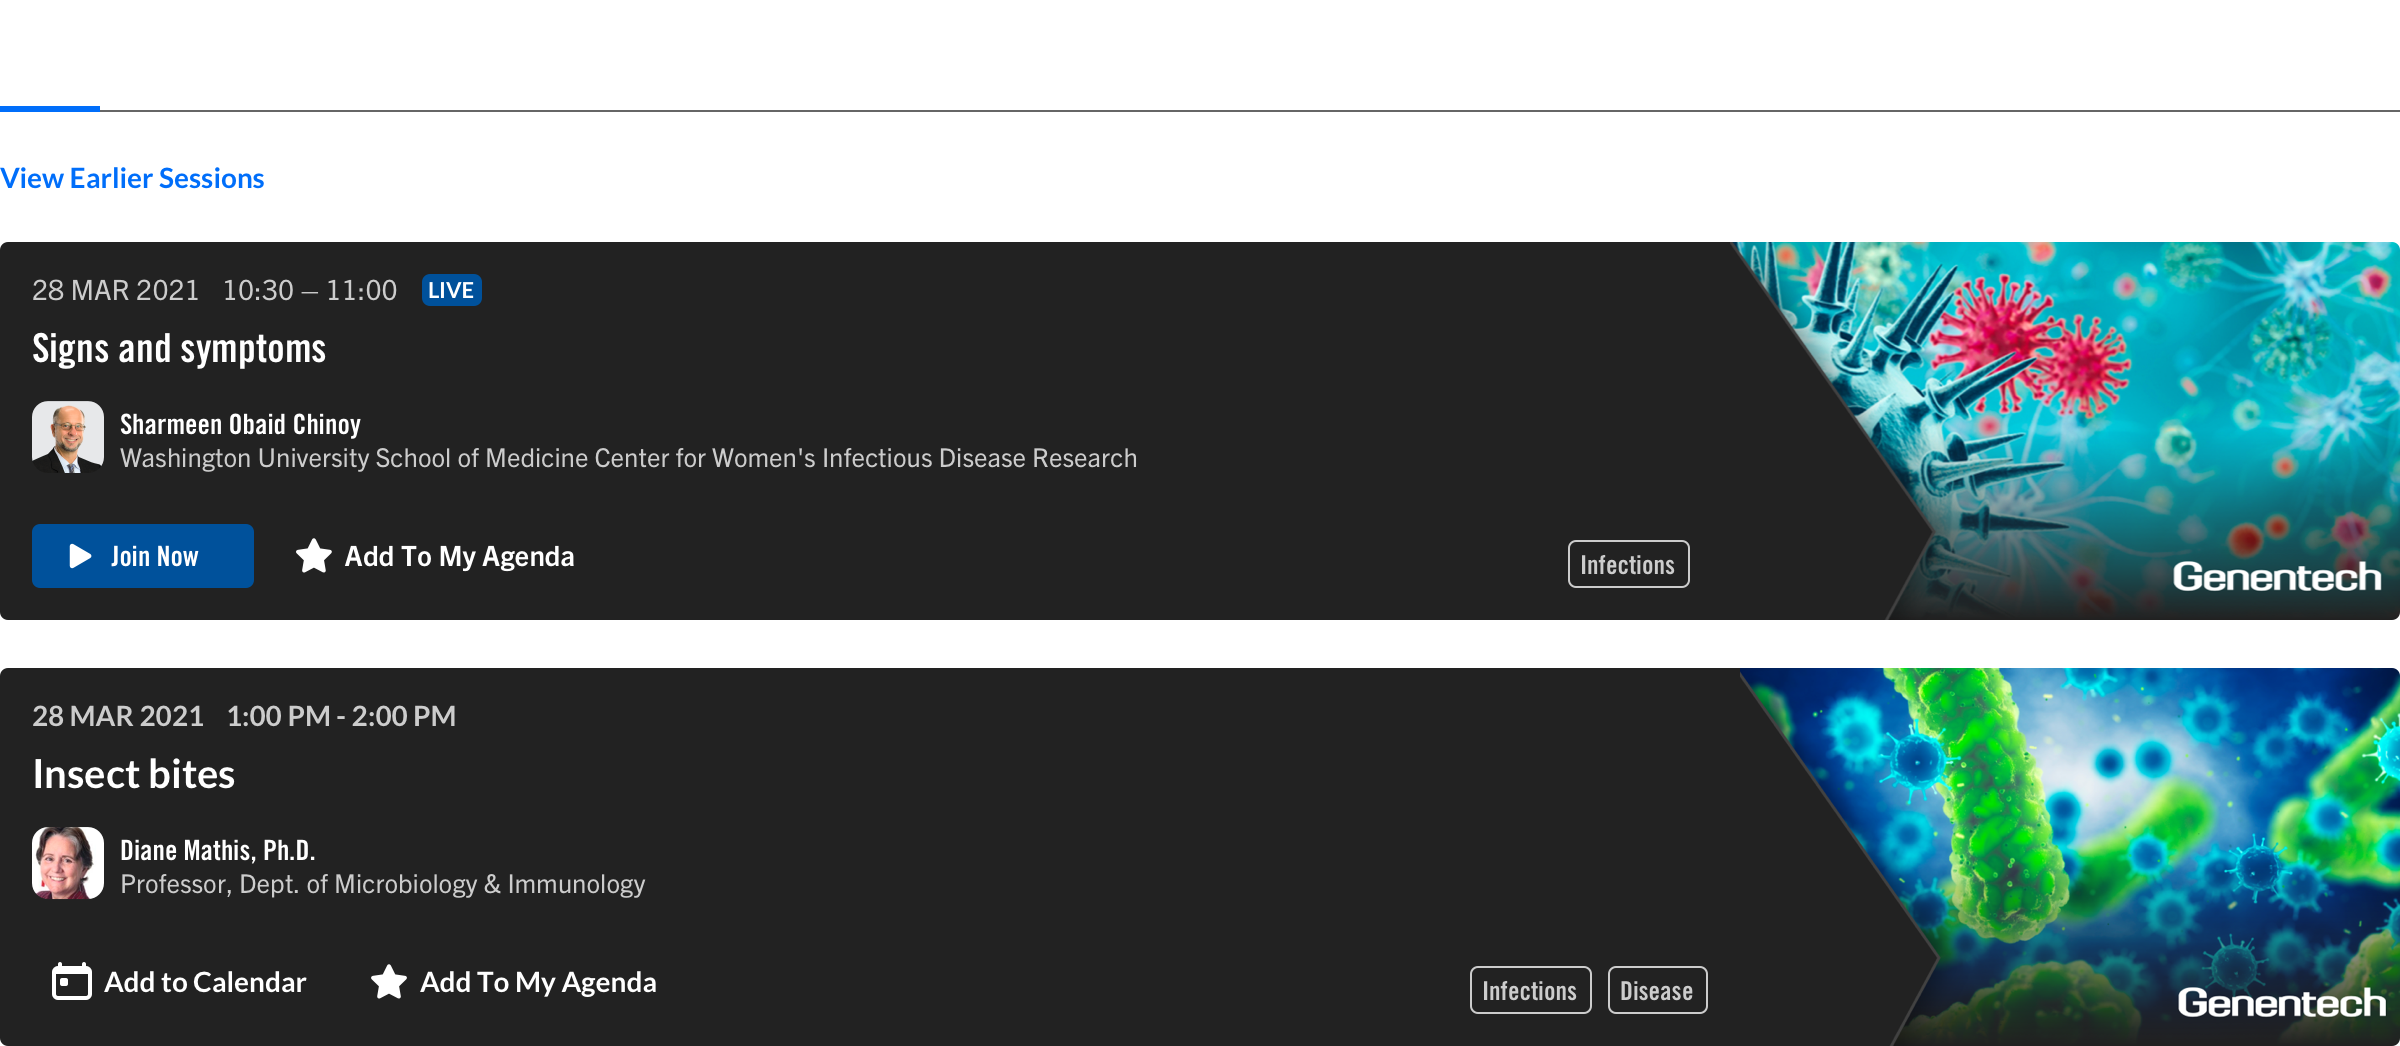 View Earlier Sessions
28 MAR 2021 10:30 – 11:00 LIVE
Signs and symptoms
Sharmeen Obaid Chinoy
Washington University School of Medicine Center for Women's Infectious Disease Research
Join Now
Add To My Agenda
Infections
Genentech
28 MAR 2021 1:00 PM - 2:00 PM
Insect bites
Diane Mathis, Ph.D.
Professor, Dept. of Microbiology & Immunology
Add to Calendar
Add To My Agenda
Infections
Disease
Genentech